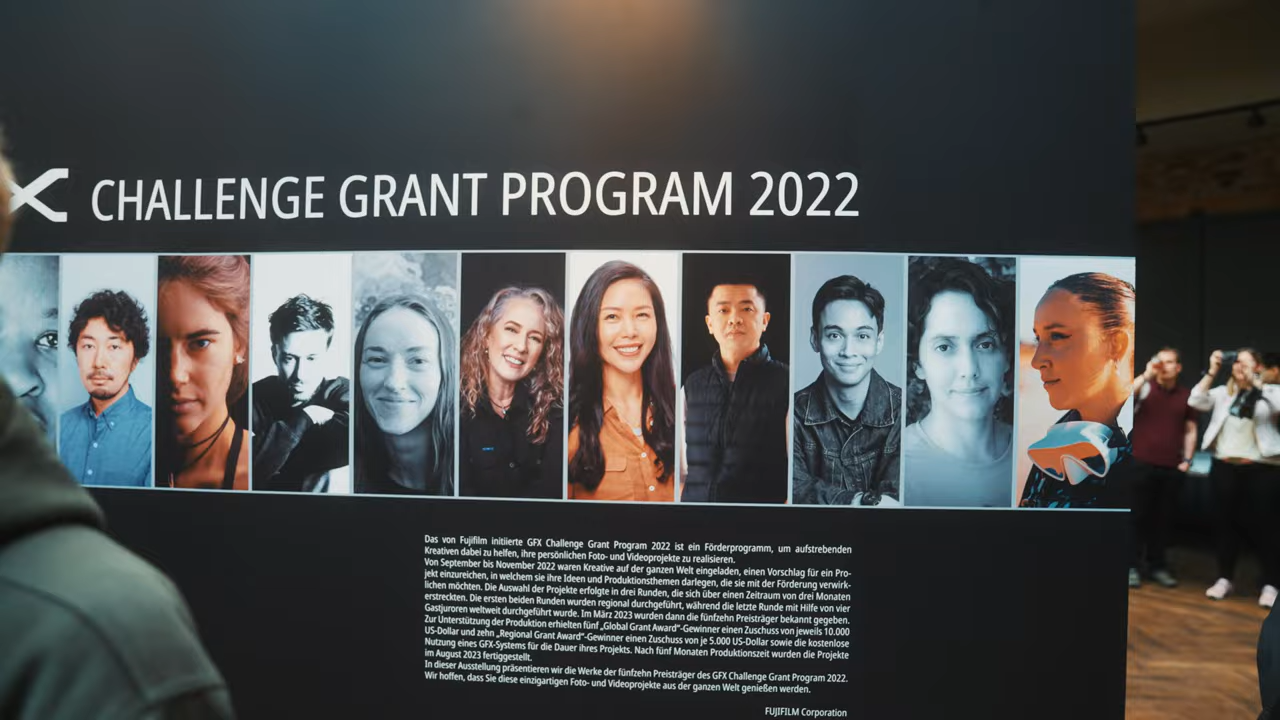 X CHALLENGE GRANT PROGRAM 2022
Das von Fujifilm initiierte GFX Challenge Grant Program 2022 ist ein Förderprogramm, um aufstrebenden
Kreativen dabei zu helfen, ihre persönlichen Foto- und Videoprojekte zu realisieren.
Von September bis November 2022 waren Kreative auf der ganzen Welt eingeladen, einen Vorschlag für ein Pro-
jekt einzureichen, in welchem sie ihre Ideen und Produktionsthemen darlegen, die sie mit der Förderung verwirk-
lichen möchten. Die Auswahl der Projekte erfolgte in drei Runden, die sich über einen Zeitraum von drei Monaten
erstreckten. Die ersten beiden Runden wurden regional durchgeführt, während die letzte Runde mit Hilfe von vier
Gastjuroren weltweit durchgeführt wurde. Im März 2023 wurden dann die fünfzehn Preisträger bekannt gegeben.
Zur Unterstützung der Produktion erhielten fünf „Global Grant Award“-Gewinner einen Zuschuss von jeweils 10.000
US-Dollar und zehn „Regional Grant Award“-Gewinner einen Zuschuss von je 5.000 US-Dollar sowie die kostenlose
Nutzung eines GFX-Systems für die Dauer ihres Projekts. Nach fünf Monaten Produktionszeit wurden die Projekte
im August 2023 fertiggestellt.
In dieser Ausstellung präsentieren wir die Werke der fünfzehn Preisträger des GFX Challenge Grant Program 2022.
Wir hoffen, dass Sie diese einzigartigen Foto- und Videoprojekte aus der ganzen Welt genießen werden.
FUJIFILM Corporation